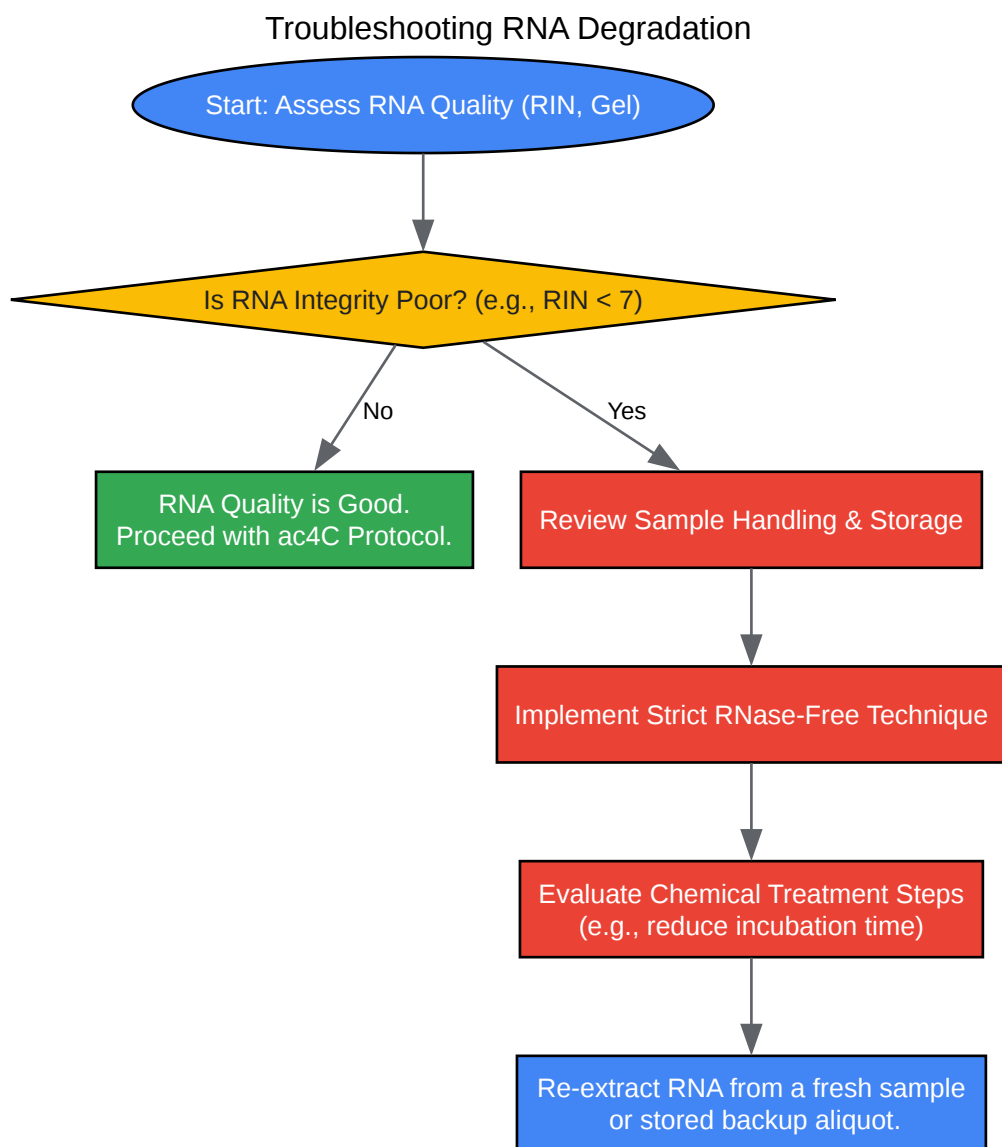 Troubleshooting RNA Degradation
Start: Assess RNA Quality (RIN, Gel)
Is RNA Integrity Poor? (e.g., RIN < 7)
No
Yes
RNA Quality is Good.
Proceed with ac4C Protocol.
Review Sample Handling & Storage
Implement Strict RNase-Free Technique
Evaluate Chemical Treatment Steps
(e.g., reduce incubation time)
Re-extract RNA from a fresh sample
or stored backup aliquot.